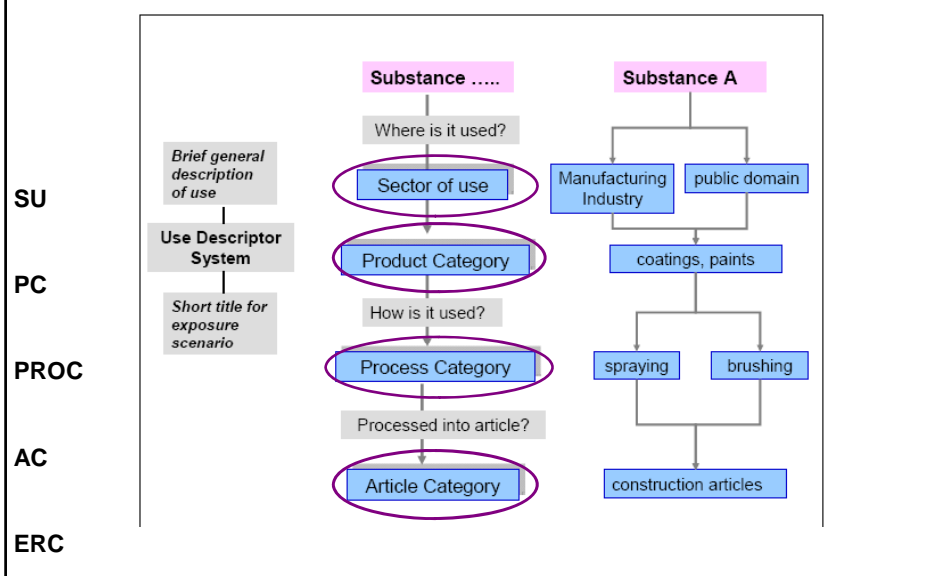 SU
PC
PROC
AC
ERC
Brief general
description
of use
Use Descriptor
System
Short title for
exposure
scenario
Substance …..
Where is it used?
Sector of use
Product Category
How is it used?
Process Category
Processed into article?
Article Category
Substance A
Manufacturing
Industry
public domain
coatings, paints
spraying
brushing
construction articles